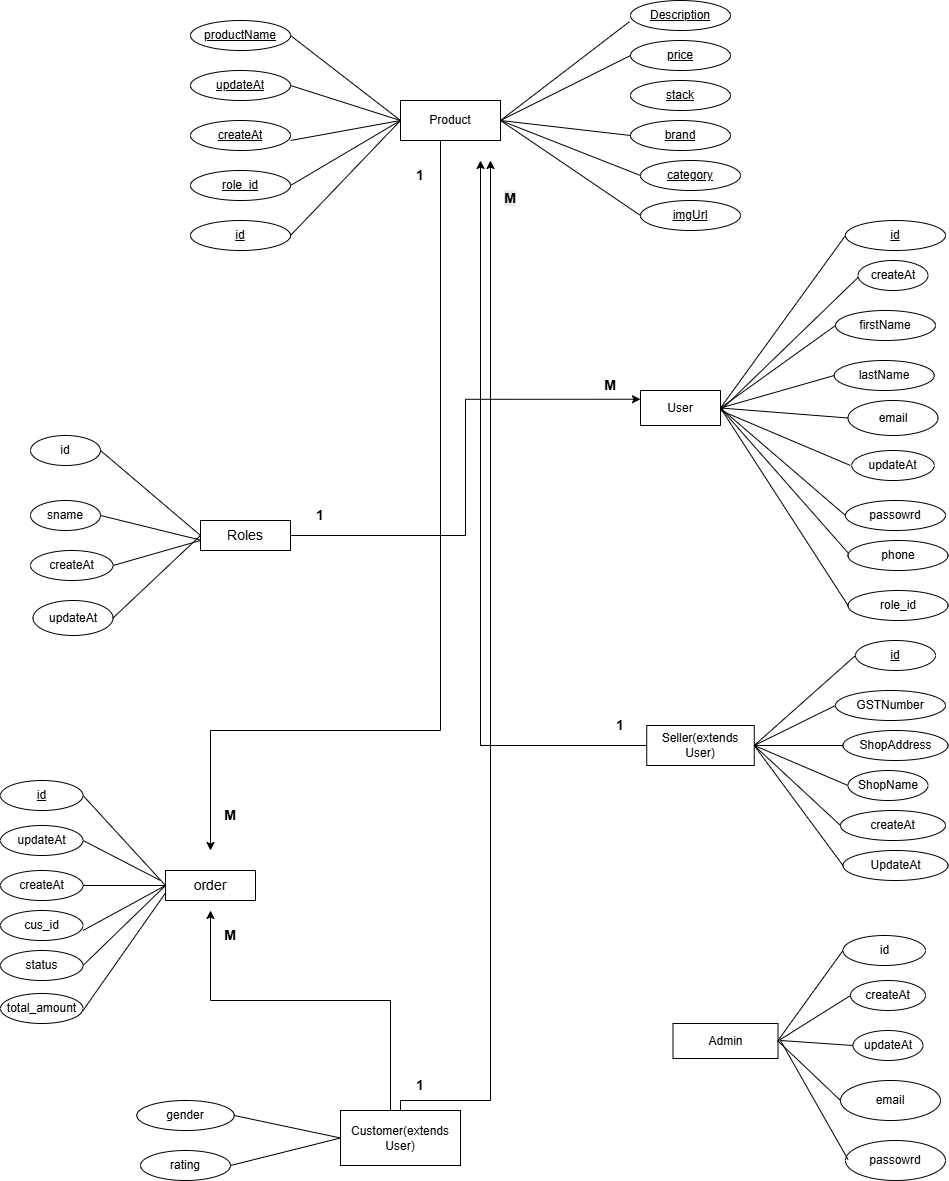 productName
updateAt
createAt
role_id
id
Product
Description
price
stack
brand
category
imgUrl
1
M
id
createAt
firstName
lastName
email
updateAt
passowrd
phone
role_id
M
User
id
sname
createAt
updateAt
Roles
1
id
GSTNumber
ShopAddress
ShopName
createAt
UpdateAt
1
Seller(extends
User)
id
updateAt
createAt
cus_id
status
total_amount
M
order
M
id
createAt
updateAt
email
passowrd
Admin
1
gender
rating
Customer(extends
User)